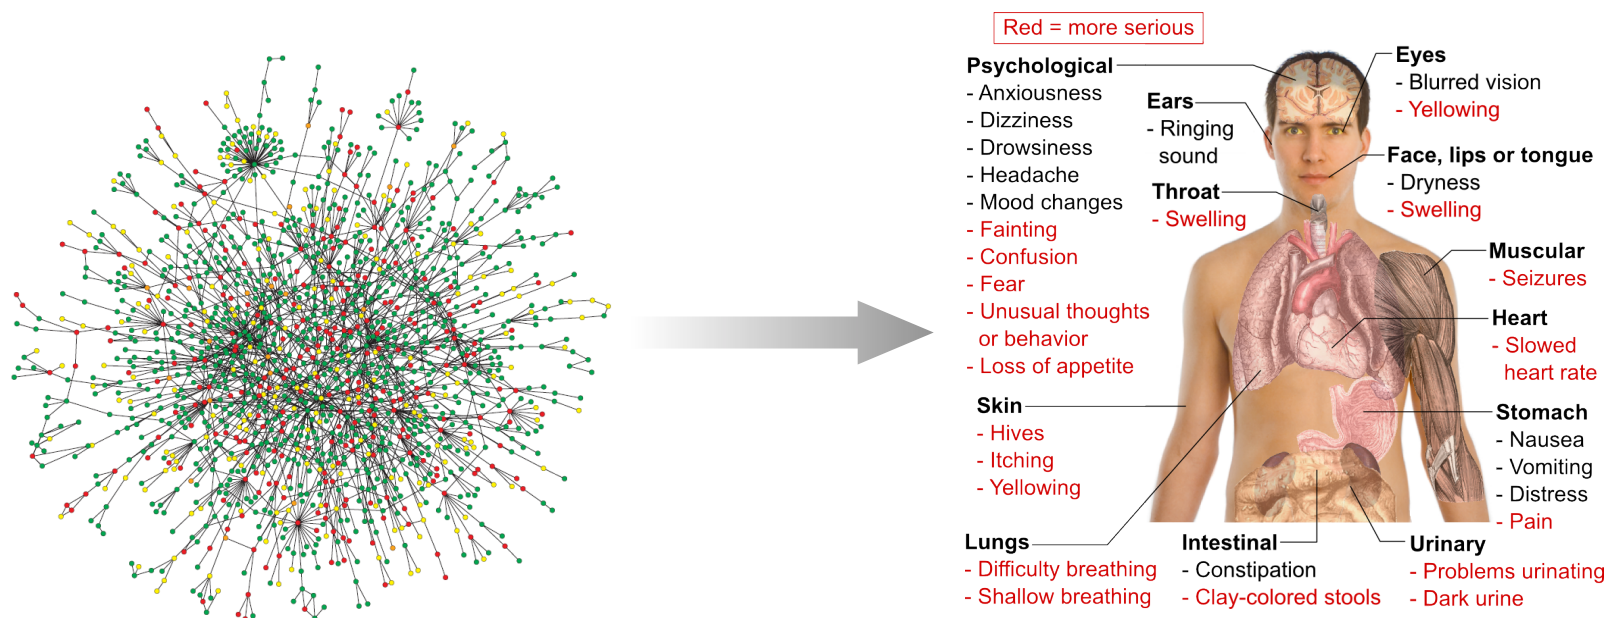 Red = more serious
Psychological
- Anxiousness
- Dizziness
- Drowsiness
- Headache
- Mood changes
- Fainting
- Confusion
- Fear
- Unusual thoughts
or behavior
- Loss of appetite
Skin
- Hives
- Itching
- Yellowing
Lungs
- Difficulty breathing
- Shallow breathing
Ears
- Ringing
sound
Throat
- Swelling
Intestinal
- Constipation
- Clay-colored stools
Eyes
- Blurred vision
- Yellowing
Face, lips or tongue
- Dryness
- Swelling
Muscular
- Seizures
Heart
- Slowed
heart rate
Stomach
- Nausea
- Vomiting
- Distress
- Pain
Urinary
- Problems urinating
- Dark urine